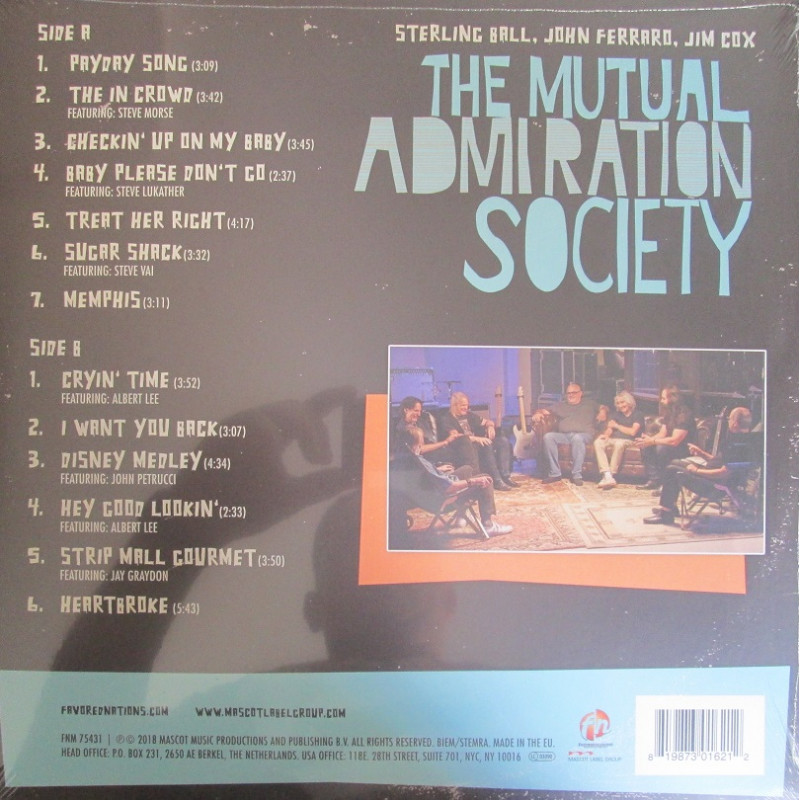 SIDE A
1. PAYDAY SONG (3:09)
2. THE IN CROWD (3:42)
FEATURING: STEVE MORSE
3. CHECKIN' UP ON MY BABY (3:45)
4. BABY PLEASE DON'T GO (2:37)
FEATURING: STEVE LUKATHER
5. TREAT HER RIGHT (4:17)
6. SUGAR SHACK (3:32)
FEATURING: STEVE VAI
7. MEMPHIS (3:11)
SIDE B
1. CRYIN' TIME (3:52)
FEATURING: ALBERT LEE
2. I WANT YOU BACK (3:07)
3. DISNEY MEDLEY (4:34)
FEATURING: JOHN PETRUCCI
4. HEY GOOD LOOKIN' (2:33)
FEATURING: ALBERT LEE
5. STRIP MALL GOURMET (3:50)
FEATURING: JAY GRAYDON
6. HEARTBROKE (5:43)
STERLING BALL, JOHN FERRARO, JIM COX
THE MUTUAL
ADMIRATION
SOCIETY
FAVOREDNATIONS.COM WWW.MASCOTLABELGROUP.COM
FNM 75431 | ℗© 2018 MASCOT MUSIC PRODUCTIONS AND PUBLISHING B.V. ALL RIGHTS RESERVED. BIEM/STEMRA. MADE IN THE EU.
HEAD OFFICE: P.O. BOX 231, 2650 AE BERKEL, THE NETHERLANDS. USA OFFICE: 118E. 28TH STREET, SUITE 701, NYC, NY 10016
fn
MASCOT LABEL GROUP
8 19873 01621 2